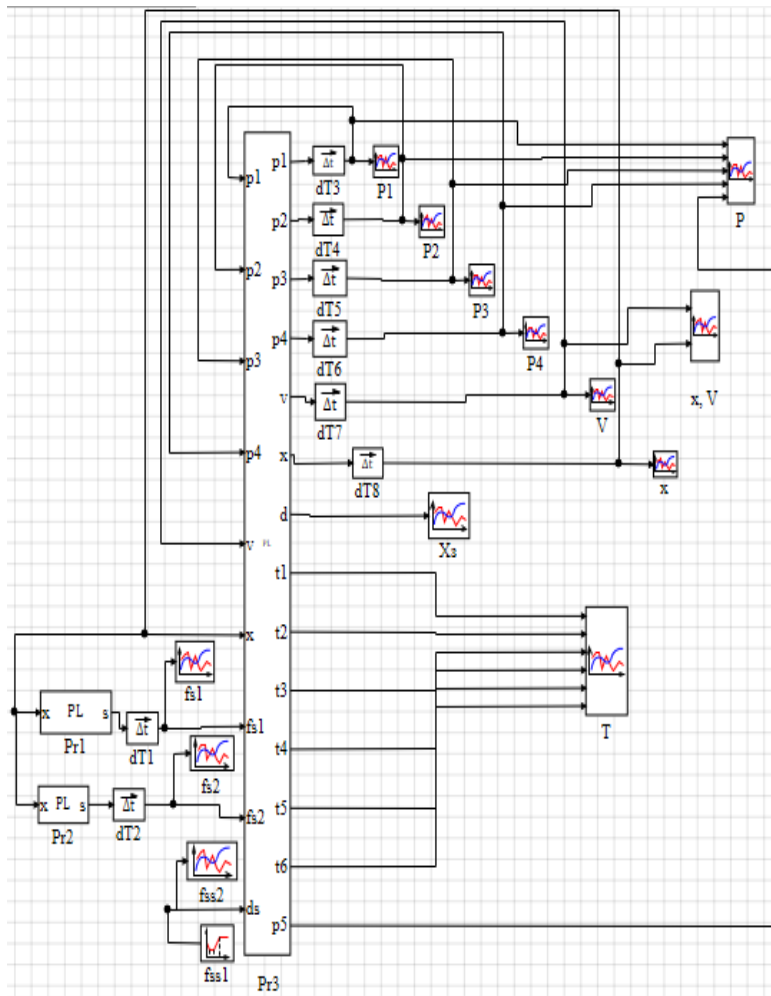 p1 p1 Δt dT3 P1 P
p2 Δt dT4 P2
p2 p3 Δt dT5 P3
p4 Δt dT6 P4
p3 v Δt dT7 V x, V
p4 x Δt dT8 x
d Xз
v
t1
x t2
fs1 T
x PL s Δt fs1 t3
Pr1 dT1
fs2 t4
x PL s Δt fs2 t5
Pr2 dT2
t6
fss2
ds p5
fss1
Pr3